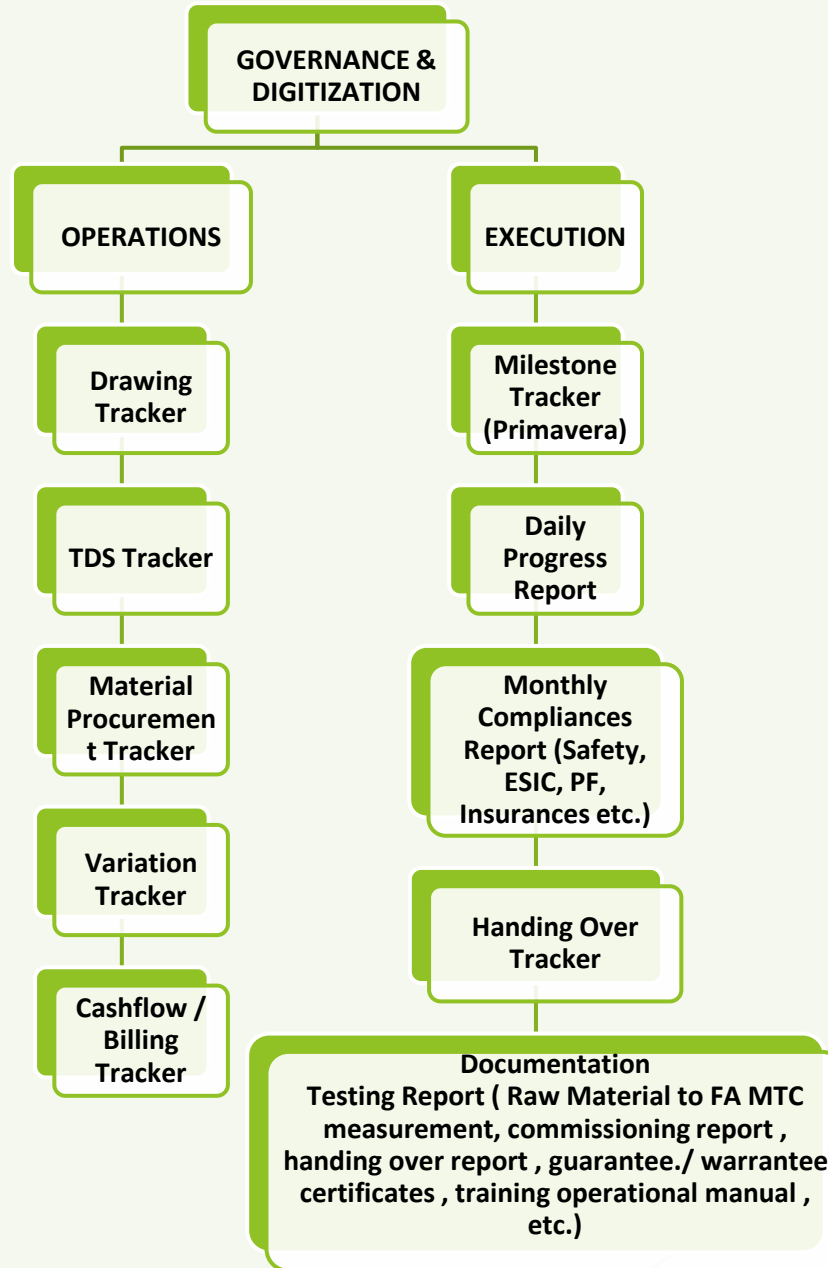 GOVERNANCE &
DIGITIZATION
OPERATIONS
Drawing
Tracker
TDS Tracker
Material
Procuremen
t Tracker
Variation
Tracker
Cashflow /
Billing
Tracker
EXECUTION
Milestone
Tracker
(Primavera)
Daily
Progress
Report
Monthly
Compliances
Report (Safety,
ESIC, PF,
Insurances etc.)
Handing Over
Tracker
Documentation
Testing Report ( Raw Material to FA MTC
measurement, commissioning report ,
handing over report , guarantee./ warrantee
certificates , training operational manual ,
etc.)